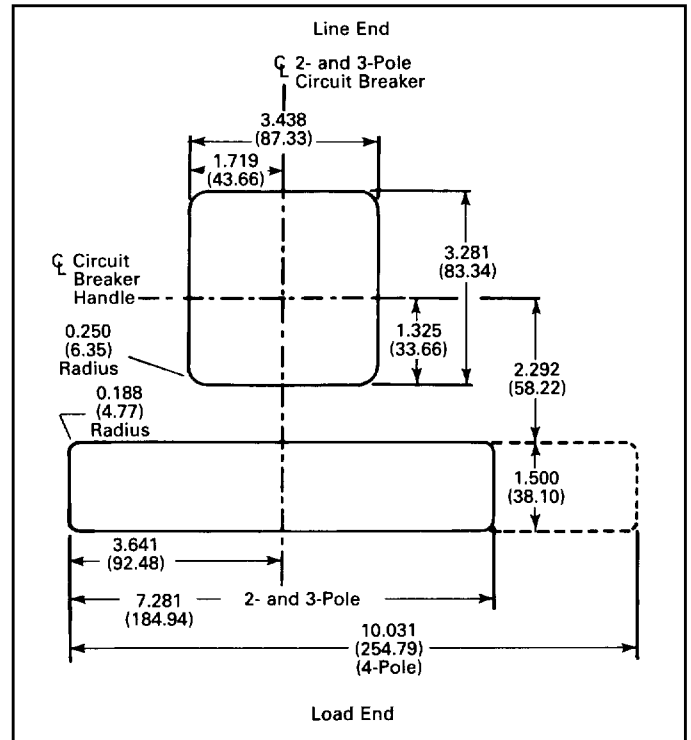 Line End
℄ 2- and 3-Pole
Circuit Breaker
3.438
(87.33)
1.719
(43.66)
3.281
(83.34)
℄ Circuit
Breaker
Handle
0.250
(6.35)
Radius
1.325
(33.66)
2.292
(58.22)
0.188
(4.77)
Radius
1.500
(38.10)
3.641
(92.48)
7.281
(184.94)
2- and 3-Pole
10.031
(254.79)
(4-Pole)
Load End